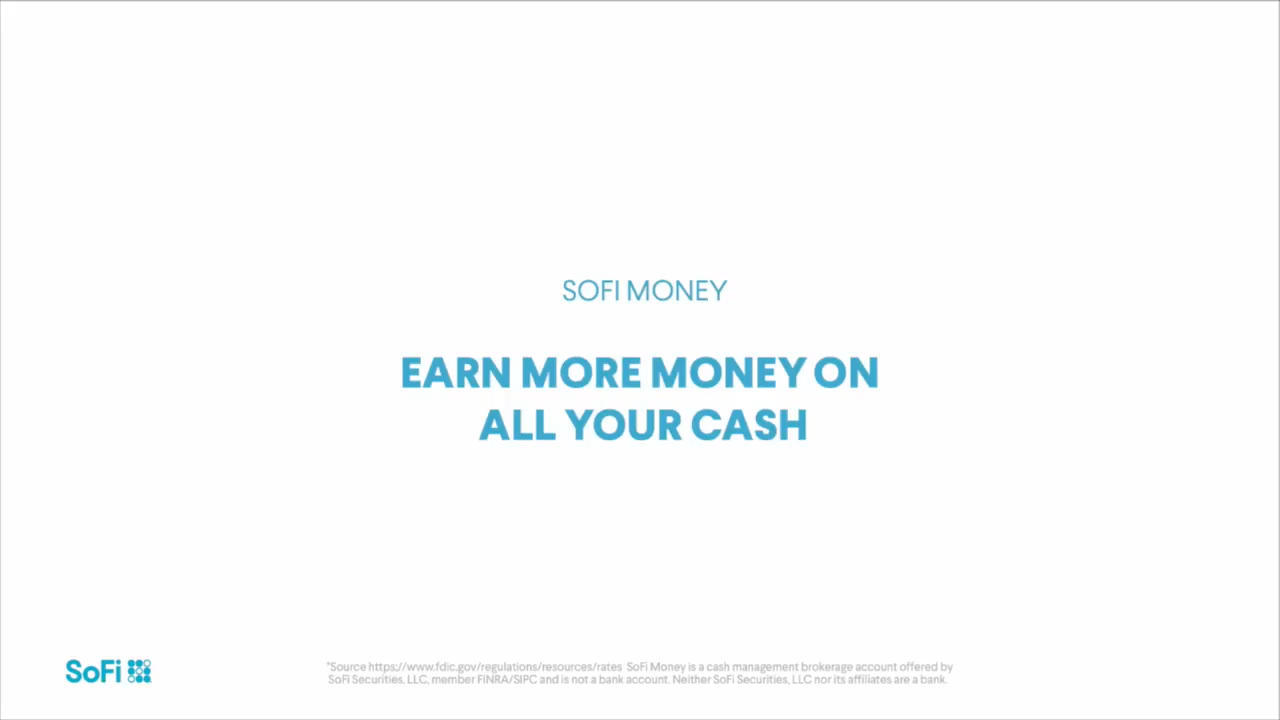 SOFI MONEY
EARN MORE MONEY ON
ALL YOUR CASH
SoFi
*Source https://www.fdic.gov/regulations/resources/rates SoFi Money is a cash management brokerage account offered by
SoFi Securities, LLC, member FINRA/SIPC and is not a bank account. Neither SoFi Securities, LLC nor its affiliates are a bank.